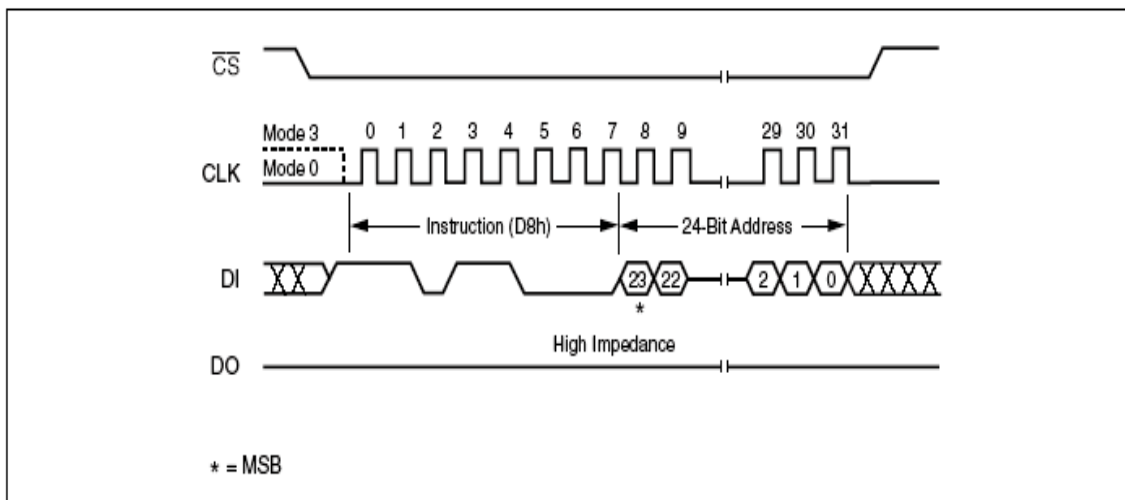 CS
Mode 3 0 1 2 3 4 5 6 7 8 9 29 30 31
CLK Mode 0
Instruction (D8h) 24-Bit Address
DI 23 22 2 1 0
*
High Impedance
DO
* = MSB